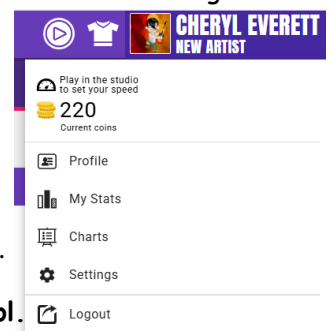 CHERYL EVERETT
NEW ARTIST
Play in the studio
to set your speed
220
Current coins
Profile
My Stats
Charts
Settings
.
Logout
ol.